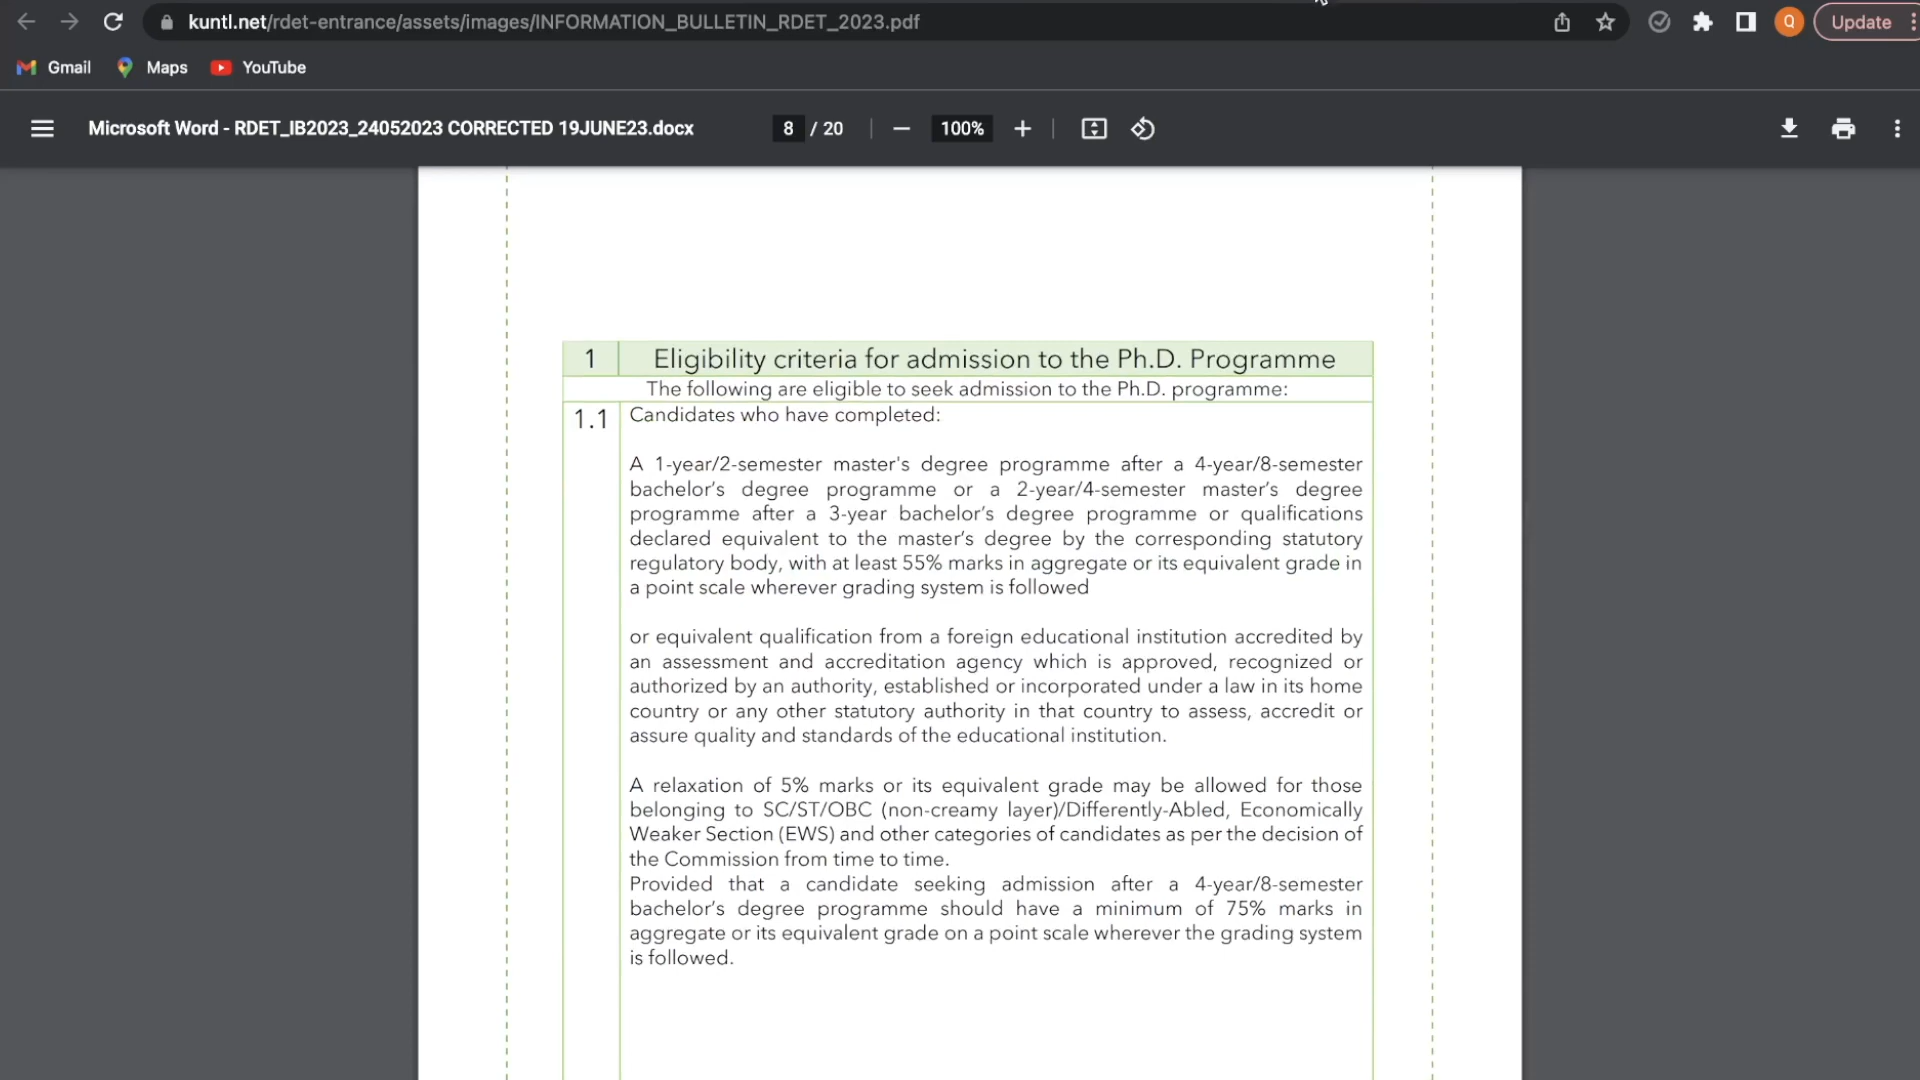 kuntl.net/rdet-entrance/assets/images/INFORMATION_BULLETIN_RDET_2023.pdf
Q
Update
Gmail
Maps
YouTube
Microsoft Word - RDET_IB2023_24052023 CORRECTED 19JUNE23.docx
8 / 20
100%
1 Eligibility criteria for admission to the Ph.D. Programme
The following are eligible to seek admission to the Ph.D. programme:
1.1 Candidates who have completed:
A 1-year/2-semester master's degree programme after a 4-year/8-semester
bachelor’s degree programme or a 2-year/4-semester master’s degree
programme after a 3-year bachelor’s degree programme or qualifications
declared equivalent to the master’s degree by the corresponding statutory
regulatory body, with at least 55% marks in aggregate or its equivalent grade in
a point scale wherever grading system is followed
or equivalent qualification from a foreign educational institution accredited by
an assessment and accreditation agency which is approved, recognized or
authorized by an authority, established or incorporated under a law in its home
country or any other statutory authority in that country to assess, accredit or
assure quality and standards of the educational institution.
A relaxation of 5% marks or its equivalent grade may be allowed for those
belonging to SC/ST/OBC (non-creamy layer)/Differently-Abled, Economically
Weaker Section (EWS) and other categories of candidates as per the decision of
the Commission from time to time.
Provided that a candidate seeking admission after a 4-year/8-semester
bachelor’s degree programme should have a minimum of 75% marks in
aggregate or its equivalent grade on a point scale wherever the grading system
is followed.